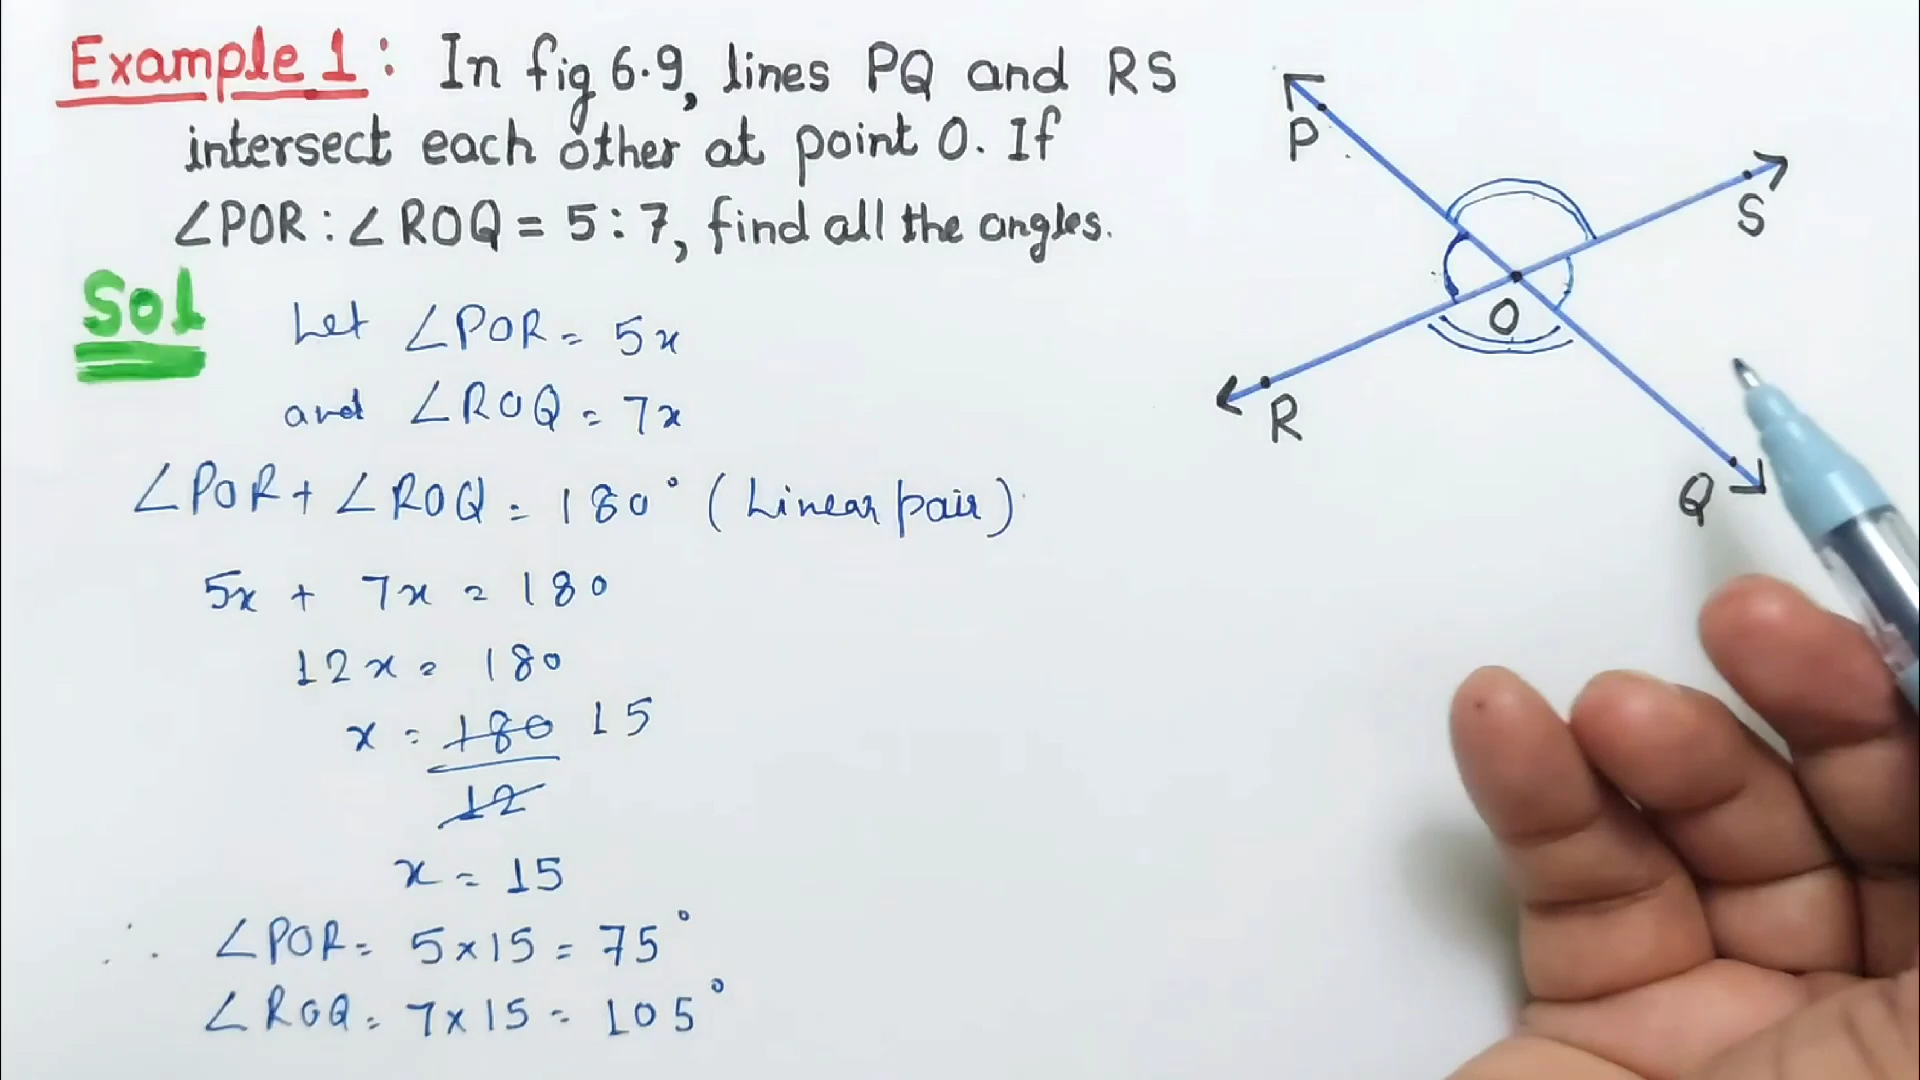 Example 1: In fig 6.9, lines PQ and RS
intersect each other at point O. If
∠POR : ∠ROQ = 5 : 7, find all the angles.
Sol
Let ∠POR = 5x
and ∠ROQ = 7x
∠POR + ∠ROQ = 180° (Linear pair)
5x + 7x = 180
12x = 180
x = 180 15
12
x = 15
∴ ∠POR = 5 × 15 = 75°
∠ROQ = 7 × 15 = 105°
P
S
O
R
Q